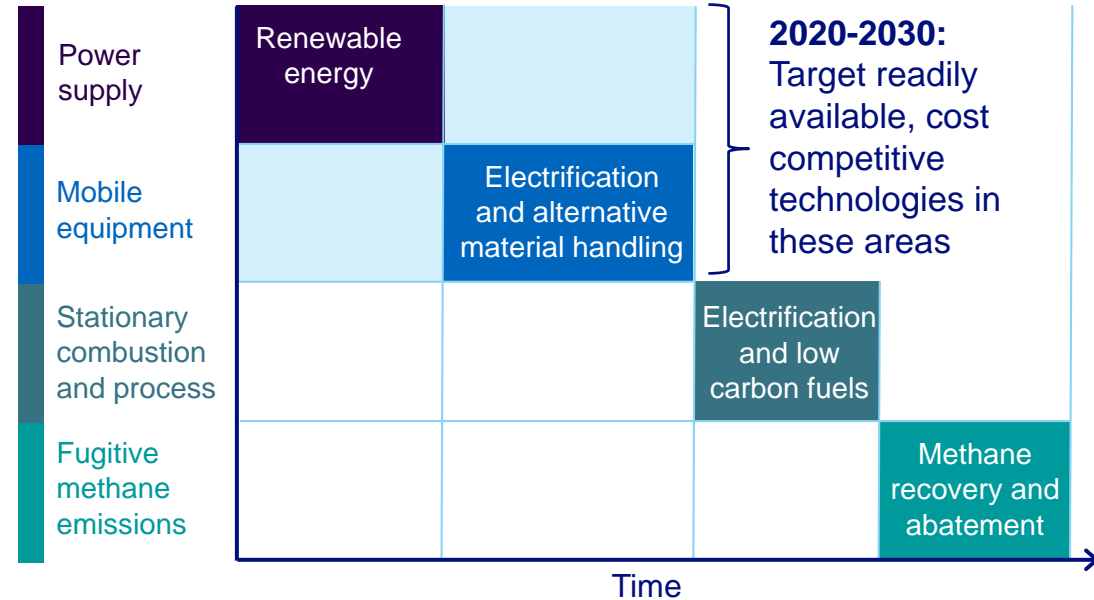 Power
supply
Renewable
energy
2020-2030:
Target readily
available, cost
competitive
technologies in
these areas
Mobile
equipment
Electrification
and alternative
material handling
Stationary
combustion
and process
Electrification
and low
carbon fuels
Fugitive
methane
emissions
Methane
recovery and
abatement
Time